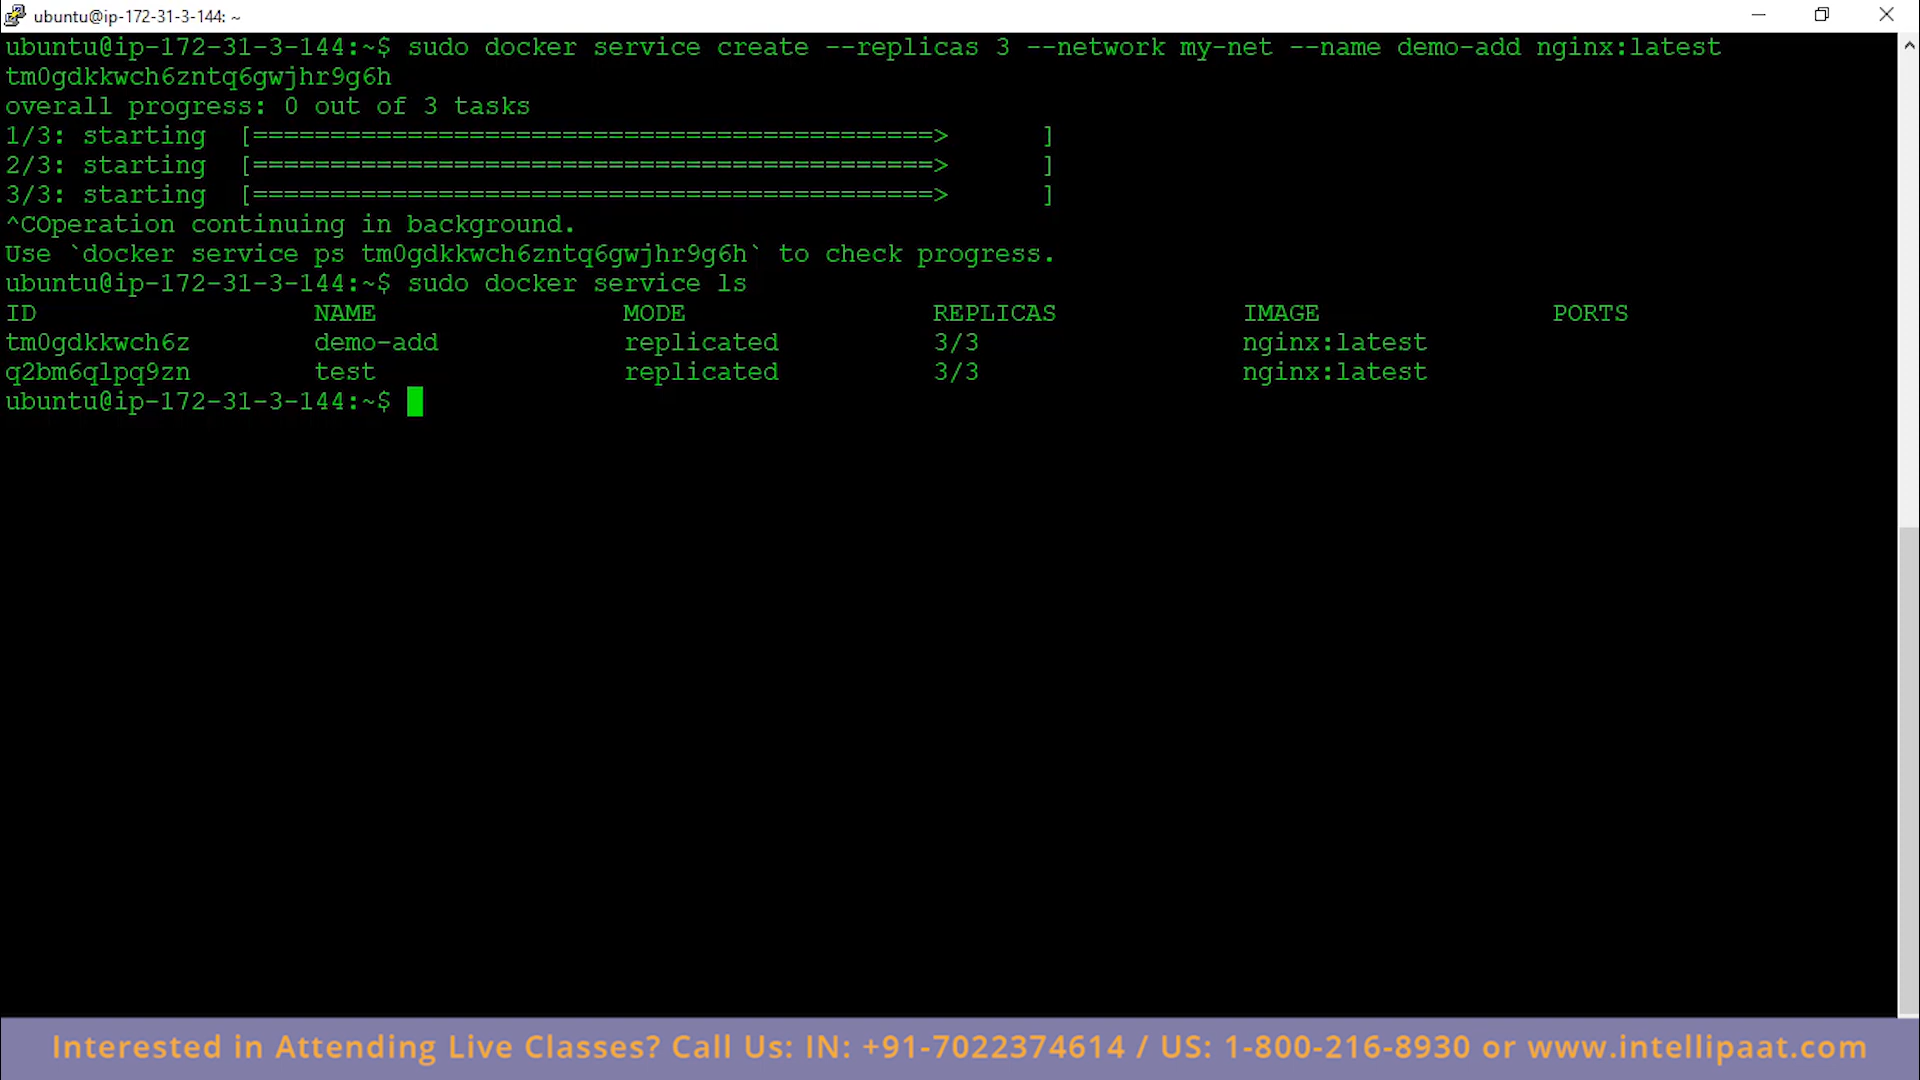 ubuntu@ip-172-31-3-144: ~
ubuntu@ip-172-31-3-144:~$ sudo docker service create --replicas 3 --network my-net --name demo-add nginx:latest
tm0gdkkwch6zntq6gwjhr9g6h
overall progress: 0 out of 3 tasks
1/3: starting  [============================================>      ]
2/3: starting  [============================================>      ]
3/3: starting  [============================================>      ]
^COperation continuing in background.
Use `docker service ps tm0gdkkwch6zntq6gwjhr9g6h` to check progress.
ubuntu@ip-172-31-3-144:~$ sudo docker service ls
ID                  NAME                MODE                REPLICAS            IMAGE               PORTS
tm0gdkkwch6z        demo-add            replicated          3/3                 nginx:latest
q2bm6qlpq9zn        test                replicated          3/3                 nginx:latest
ubuntu@ip-172-31-3-144:~$
Interested in Attending Live Classes? Call Us: IN: +91-7022374614 / US: 1-800-216-8930 or www.intellipaat.com